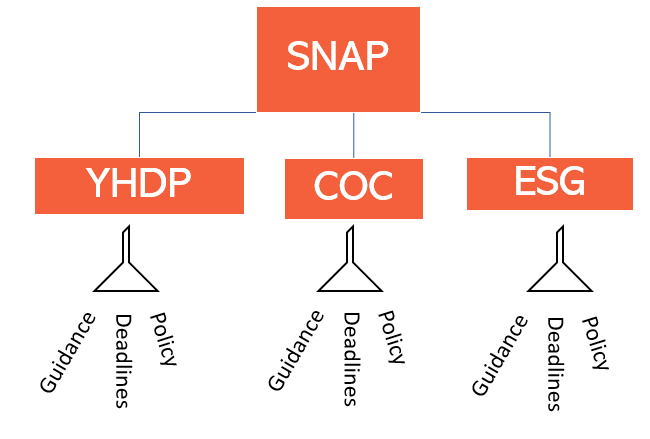 SNAP
YHDP
COC
ESG
Guidance
Deadlines
Policy
Guidance
Deadlines
Policy
Guidance
Deadlines
Policy